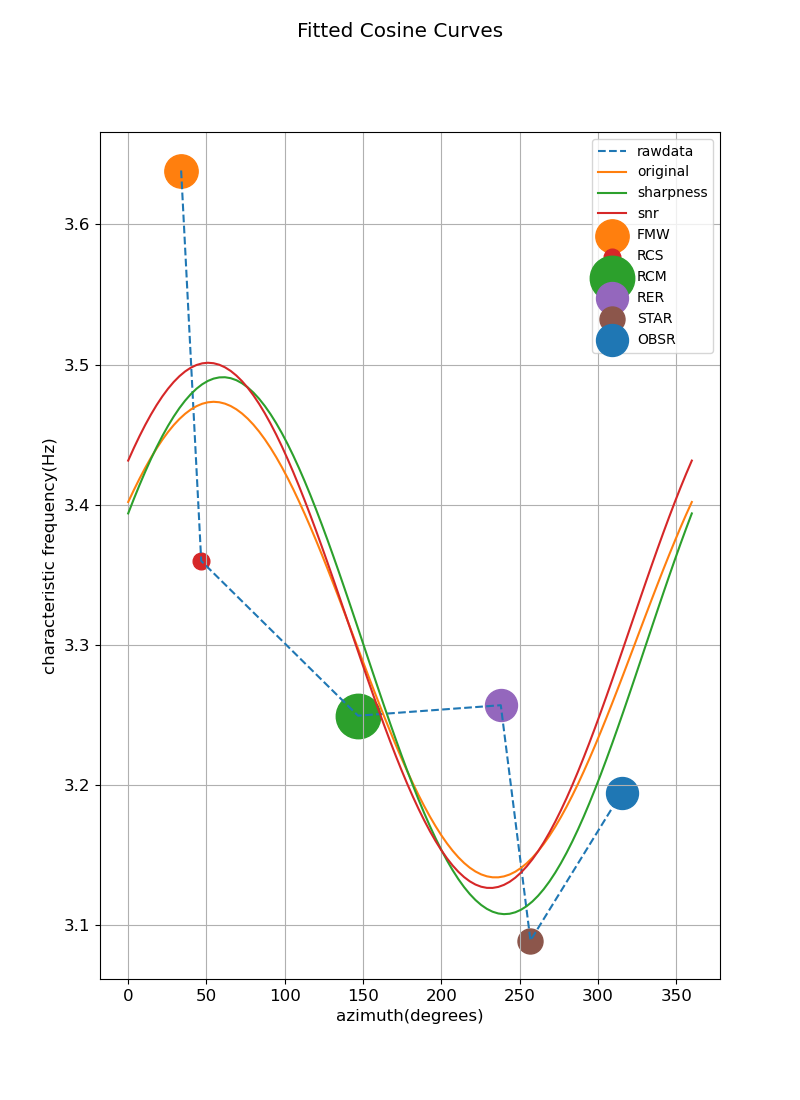 Fitted Cosine Curves
rawdata
original
sharpness
snr
FMW
RCS
RCM
RER
STAR
OBSR
3.6
3.5
3.4
3.3
3.2
3.1
characteristic frequency(Hz)
0 50 100 150 200 250 300 350
azimuth(degrees)